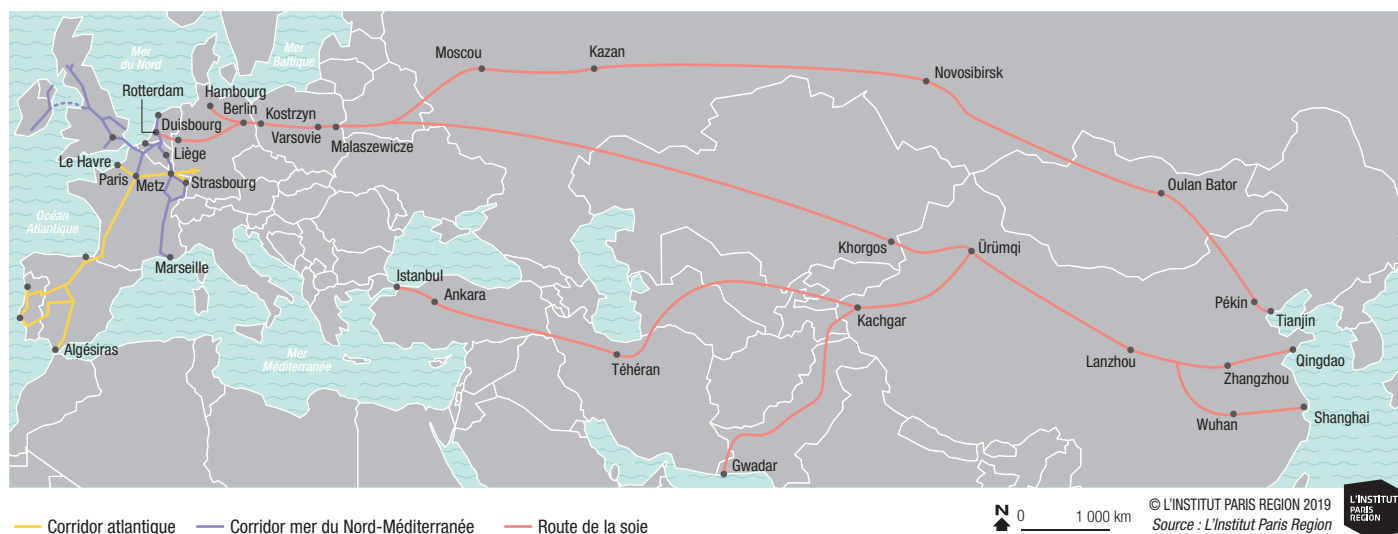 Mer
du Nord
Mer
Baltique
Moscou
Kazan
Novosibirsk
Rotterdam
Hambourg
Berlin
Kostrzyn
Duisbourg
Varsovie
Malaszewicze
Le Havre
Liège
Paris
Metz
Strasbourg
Oulan Bator
Océan
Atlantique
Khorgos
Ürümqi
Marseille
Istanbul
Ankara
Pékin
Tianjin
Kachgar
Algésiras
Mer
Méditerranée
Téhéran
Lanzhou
Qingdao
Zhangzhou
Wuhan
Shanghai
Gwadar
Corridor atlantique
Corridor mer du Nord-Méditerranée
Route de la soie
N
0
1 000 km
© L'INSTITUT PARIS REGION 2019
Source : L'Institut Paris Region
L'INSTITUT
PARIS
REGION